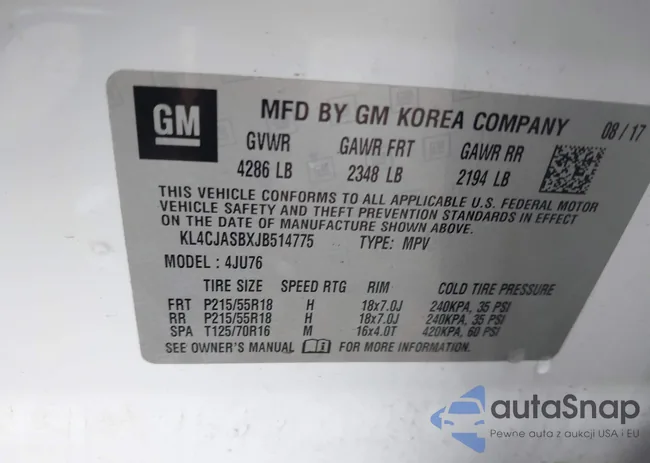 GM
MFD BY GM KOREA COMPANY 08/17
GVWR GAWR FRT GAWR RR
4286 LB 2348 LB 2194 LB
THIS VEHICLE CONFORMS TO ALL APPLICABLE U.S. FEDERAL MOTOR
VEHICLE SAFETY AND THEFT PREVENTION STANDARDS IN EFFECT
ON THE DATE OF MANUFACTURE SHOWN ABOVE.
KL4CJASBXJB514775 TYPE: MPV
MODEL : 4JU76
TIRE SIZE SPEED RTG RIM COLD TIRE PRESSURE
FRT P215/55R18 H 18x7.0J 240KPA, 35 PSI
RR P215/55R18 H 18x7.0J 240KPA, 35 PSI
SPA T125/70R16 M 16x4.0T 420KPA, 60 PSI
SEE OWNER'S MANUAL FOR MORE INFORMATION.
autaSnap
Pewne auta z aukcji USA i EU